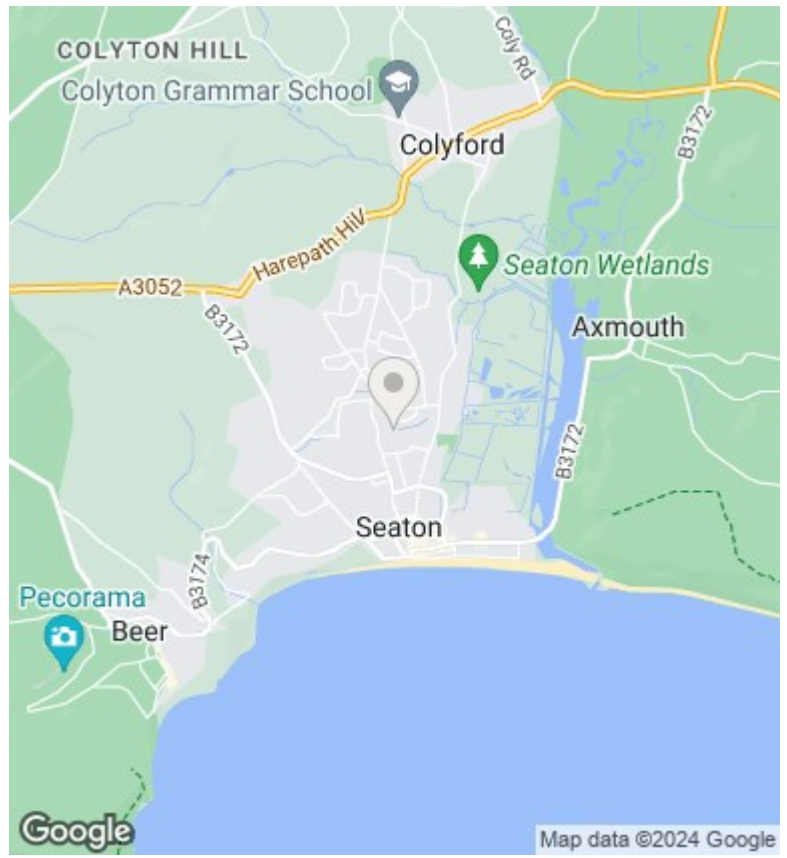 COLYTON HILL
Coly Rd
Colyton Grammar School
Colyford
B3172
Harepath Hil
Seaton Wetlands
A3052
B3172
Axmouth
B3172
Seaton
B3174
Pecorama
Beer
Google
Map data ©2024 Google